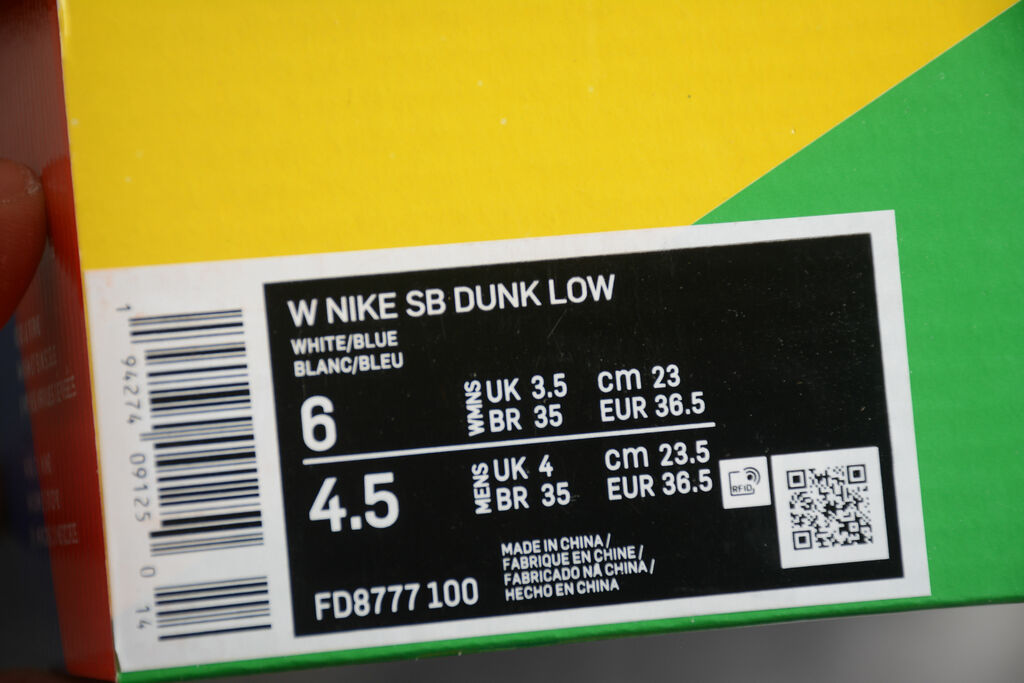 W NIKE SB DUNK LOW
WHITE/BLUE
BLANC/BLEU
6
WMNS
UK 3.5 cm 23
BR 35 EUR 36.5
4.5
MENS
UK 4 cm 23.5
BR 35 EUR 36.5
RFID
FD8777 100
MADE IN CHINA/
FABRIQUE EN CHINE/
FABRICADO NA CHINA/
HECHO EN CHINA
1 94274 09125 0 14